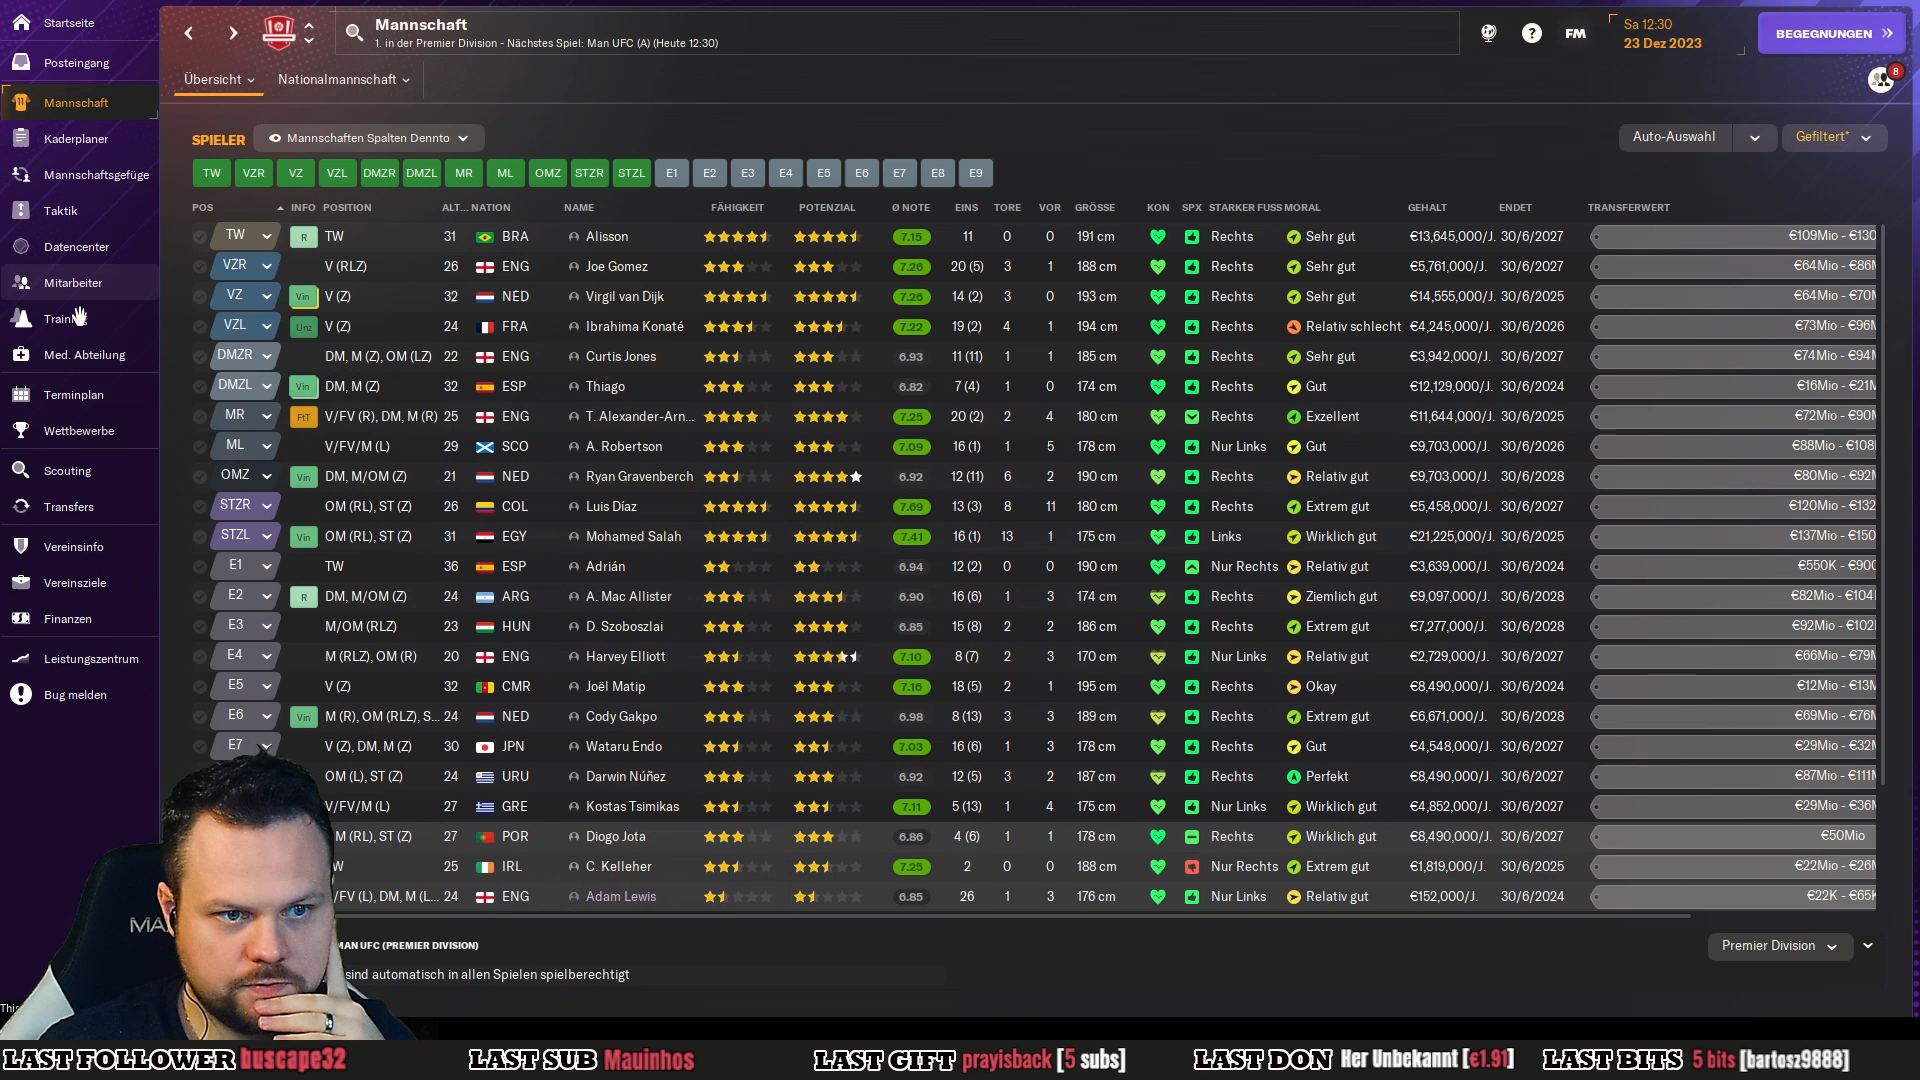 Startseite
Posteingang
Mannschaft
Kaderplaner
Mannschaftsgefüge
Taktik
Datencenter
Mitarbeiter
Med. Abteilung
Terminplan
Wettbewerbe
Scouting
Transfers
Vereinsinfo
Vereinsziele
Finanzen
Leistungszentrum
Bug melden
Mannschaft
1. in der Premier Division - Nächstes Spiel: Man UFC (A) (Heute 12:30)
FM
Sa 12:30
23 Dez 2023
BEGEGNUNGEN
8
Übersicht Nationalmannschaft
SPIELER Mannschaften Spalten Dennto Auto-Auswahl Gefiltert*
TW VZR VZ VZL DMZR DMZL MR ML OMZ STZR STZL E1 E2 E3 E4 E5 E6 E7 E8 E9
POS INFO POSITION ALT... NATION NAME FÄHIGKEIT POTENZIAL Ø NOTE EINS TORE VOR GRÖSSE KON SPX STARKER FUSS MORAL GEHALT ENDET TRANSFERWERT
TW R TW 31 BRA Alisson 7.15 11 0 0 191 cm Rechts Sehr gut €13,645,000/J. 30/6/2027 €109Mio - €130
VZR V (RLZ) 26 ENG Joe Gomez 7.26 20 (5) 3 1 188 cm Rechts Sehr gut €5,761,000/J. 30/6/2027 €64Mio - €86M
VZ Vin V (Z) 32 NED Virgil van Dijk 7.26 14 (2) 3 0 193 cm Rechts Sehr gut €14,555,000/J. 30/6/2025 €64Mio - €70M
VZL Unz V (Z) 24 FRA Ibrahima Konaté 7.22 19 (2) 4 1 194 cm Rechts Relativ schlecht €4,245,000/J. 30/6/2026 €73Mio - €96M
DMZR DM, M (Z), OM (LZ) 22 ENG Curtis Jones 6.93 11 (11) 1 1 185 cm Rechts Sehr gut €3,942,000/J. 30/6/2027 €74Mio - €94M
DMZL Vin DM, M (Z) 32 ESP Thiago 6.82 7 (4) 1 0 174 cm Rechts Gut €12,129,000/J. 30/6/2024 €16Mio - €21M
MR FtT V/FV (R), DM, M (R) 25 ENG T. Alexander-Arn... 7.25 20 (2) 2 4 180 cm Rechts Exzellent €11,644,000/J. 30/6/2025 €72Mio - €90M
ML V/FV/M (L) 29 SCO A. Robertson 7.09 16 (1) 1 5 178 cm Nur Links Gut €9,703,000/J. 30/6/2026 €88Mio - €108
OMZ Vin DM, M/OM (Z) 21 NED Ryan Gravenberch 6.92 12 (11) 6 2 190 cm Rechts Relativ gut €9,703,000/J. 30/6/2028 €80Mio - €92M
STZR OM (RL), ST (Z) 26 COL Luis Díaz 7.69 13 (3) 8 11 180 cm Rechts Extrem gut €5,458,000/J. 30/6/2027 €120Mio - €132
STZL Vin OM (RL), ST (Z) 31 EGY Mohamed Salah 7.41 16 (1) 13 1 175 cm Links Wirklich gut €21,225,000/J. 30/6/2025 €137Mio - €150
E1 TW 36 ESP Adrián 6.94 12 (2) 0 0 190 cm Nur Rechts Relativ gut €3,639,000/J. 30/6/2024 €550K - €900
E2 R DM, M/OM (Z) 24 ARG A. Mac Allister 6.90 16 (6) 1 3 174 cm Rechts Ziemlich gut €9,097,000/J. 30/6/2028 €82Mio - €104
E3 M/OM (RLZ) 23 HUN D. Szoboszlai 6.85 15 (8) 2 2 186 cm Rechts Extrem gut €7,277,000/J. 30/6/2028 €92Mio - €102
E4 M (RLZ), OM (R) 20 ENG Harvey Elliott 7.10 8 (7) 2 3 170 cm Nur Links Relativ gut €2,729,000/J. 30/6/2027 €66Mio - €79M
E5 V (Z) 32 CMR Joël Matip 7.16 18 (5) 2 1 195 cm Rechts Okay €8,490,000/J. 30/6/2024 €12Mio - €13M
E6 Vin M (R), OM (RLZ), S... 24 NED Cody Gakpo 6.98 8 (13) 3 3 189 cm Rechts Extrem gut €6,671,000/J. 30/6/2028 €69Mio - €76M
E7 V (Z), DM, M (Z) 30 JPN Wataru Endo 7.03 16 (6) 1 3 178 cm Rechts Gut €4,548,000/J. 30/6/2027 €29Mio - €32M
OM (L), ST (Z) 24 URU Darwin Núñez 6.92 12 (5) 3 2 187 cm Rechts Perfekt €8,490,000/J. 30/6/2027 €87Mio - €111M
V/FV/M (L) 27 GRE Kostas Tsimikas 7.11 5 (13) 1 4 175 cm Nur Links Wirklich gut €4,852,000/J. 30/6/2027 €29Mio - €36M
M (RL), ST (Z) 27 POR Diogo Jota 6.86 4 (6) 1 1 178 cm Rechts Wirklich gut €8,490,000/J. 30/6/2027 €50Mio
W 25 IRL C. Kelleher 7.25 2 0 0 188 cm Nur Rechts Extrem gut €1,819,000/J. 30/6/2025 €22Mio - €26M
/FV (L), DM, M (L... 24 ENG Adam Lewis 6.85 26 1 3 176 cm Nur Links Relativ gut €152,000/J. 30/6/2024 €22K - €65K
MAN UFC (PREMIER DIVISION) Premier Division
sind automatisch in allen Spielen spielberechtigt
LAST FOLLOWER buscape32 LAST SUB Mauinhos LAST GIFT prayisback [5 subs] LAST DON Her Unbekannt [€1.91] LAST BITS 5 bits [bartosz9888]